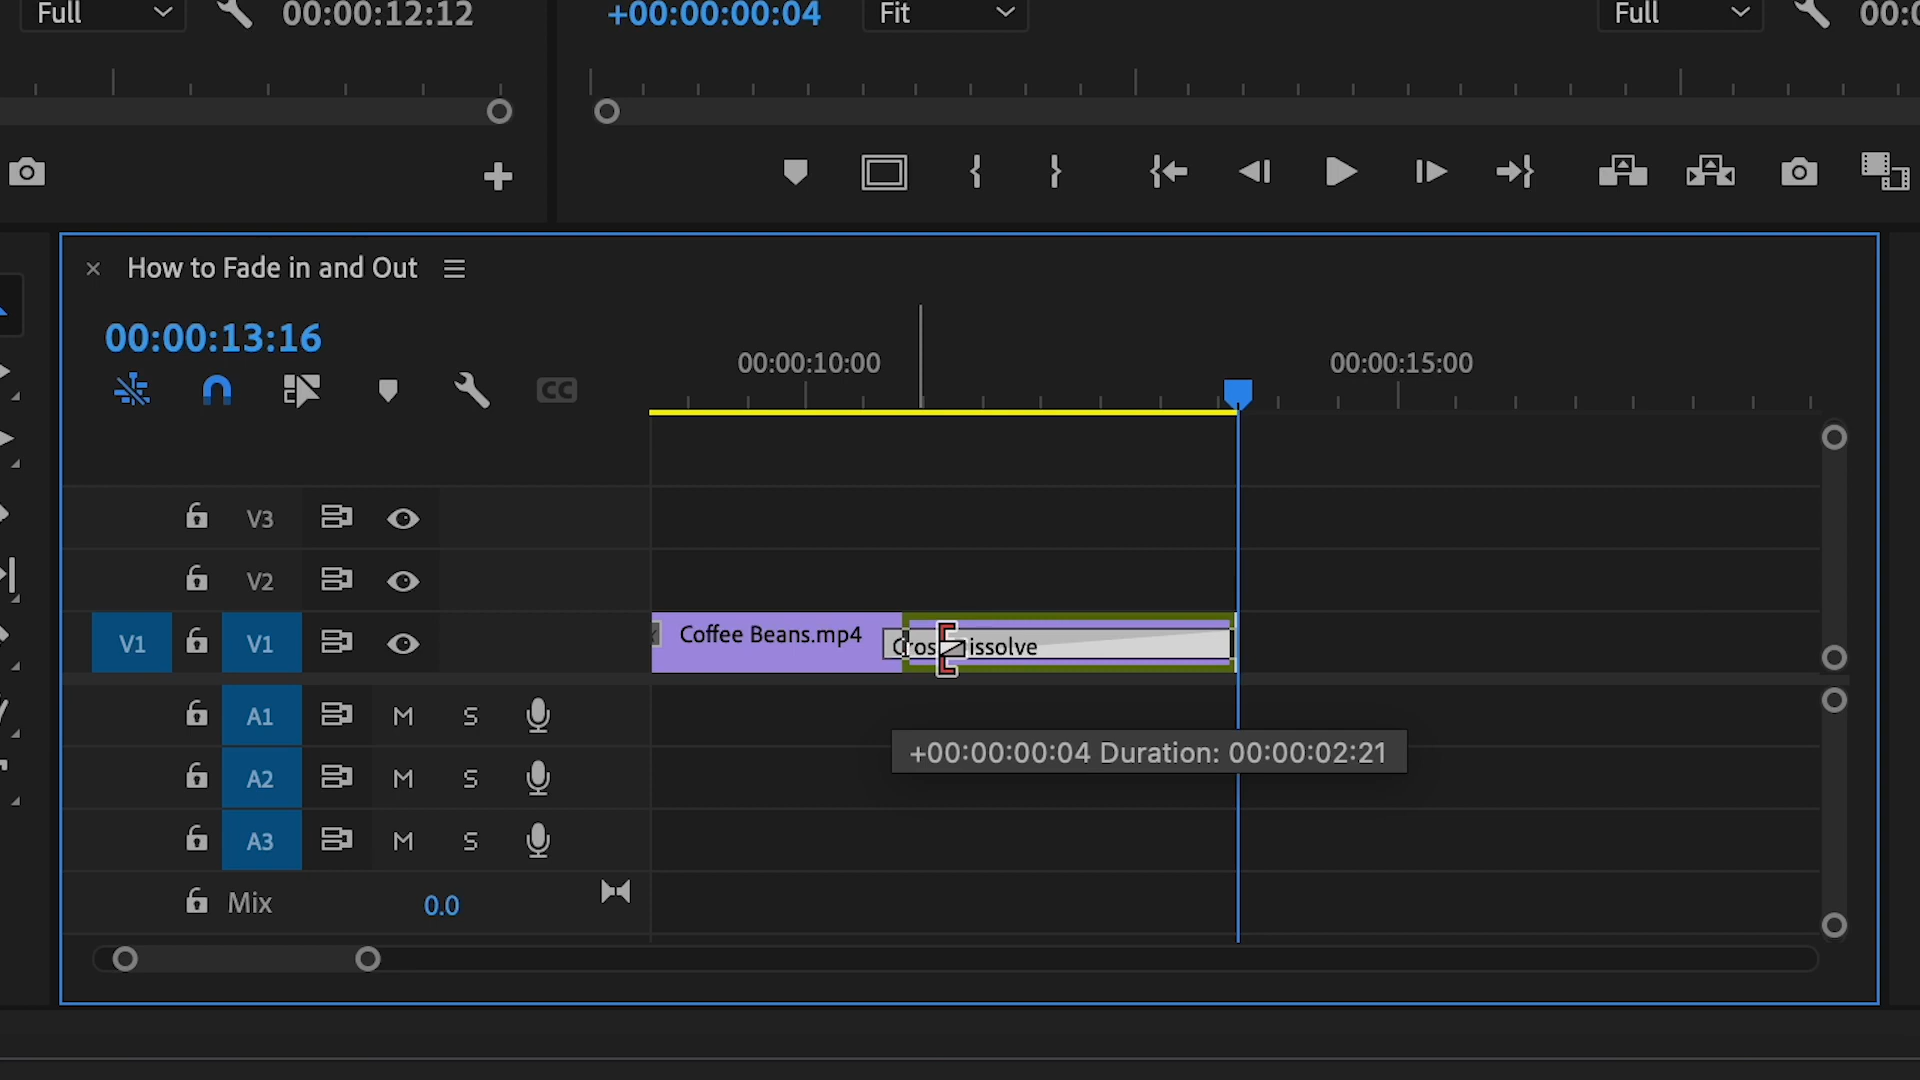 Full 00:00:12:12 +00:00:00:04 Fit Full
How to Fade in and Out
00:00:13:16
00:00:10:00 00:00:15:00
CC
V3
V2
V1 V1 Coffee Beans.mp4 Cros issolve
A1 M S
+00:00:00:04 Duration: 00:00:02:21
A2 M S
A3 M S
Mix 0.0